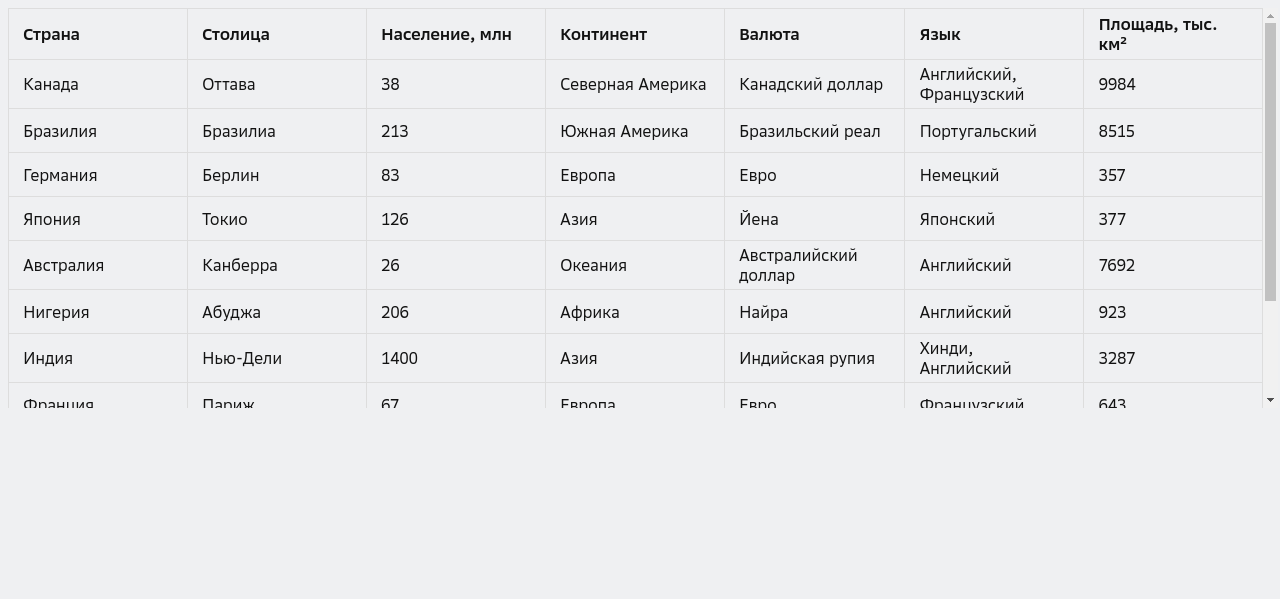 Страна Столица Население, млн Континент Валюта Язык Площадь, тыс. км²
Канада Оттава 38 Северная Америка Канадский доллар Английский, Французский 9984
Бразилия Бразилиа 213 Южная Америка Бразильский реал Португальский 8515
Германия Берлин 83 Европа Евро Немецкий 357
Япония Токио 126 Азия Йена Японский 377
Австралия Канберра 26 Океания Австралийский доллар Английский 7692
Нигерия Абуджа 206 Африка Найра Английский 923
Индия Нью-Дели 1400 Азия Индийская рупия Хинди, Английский 3287
Франция Париж 67 Европа Евро Французский 643